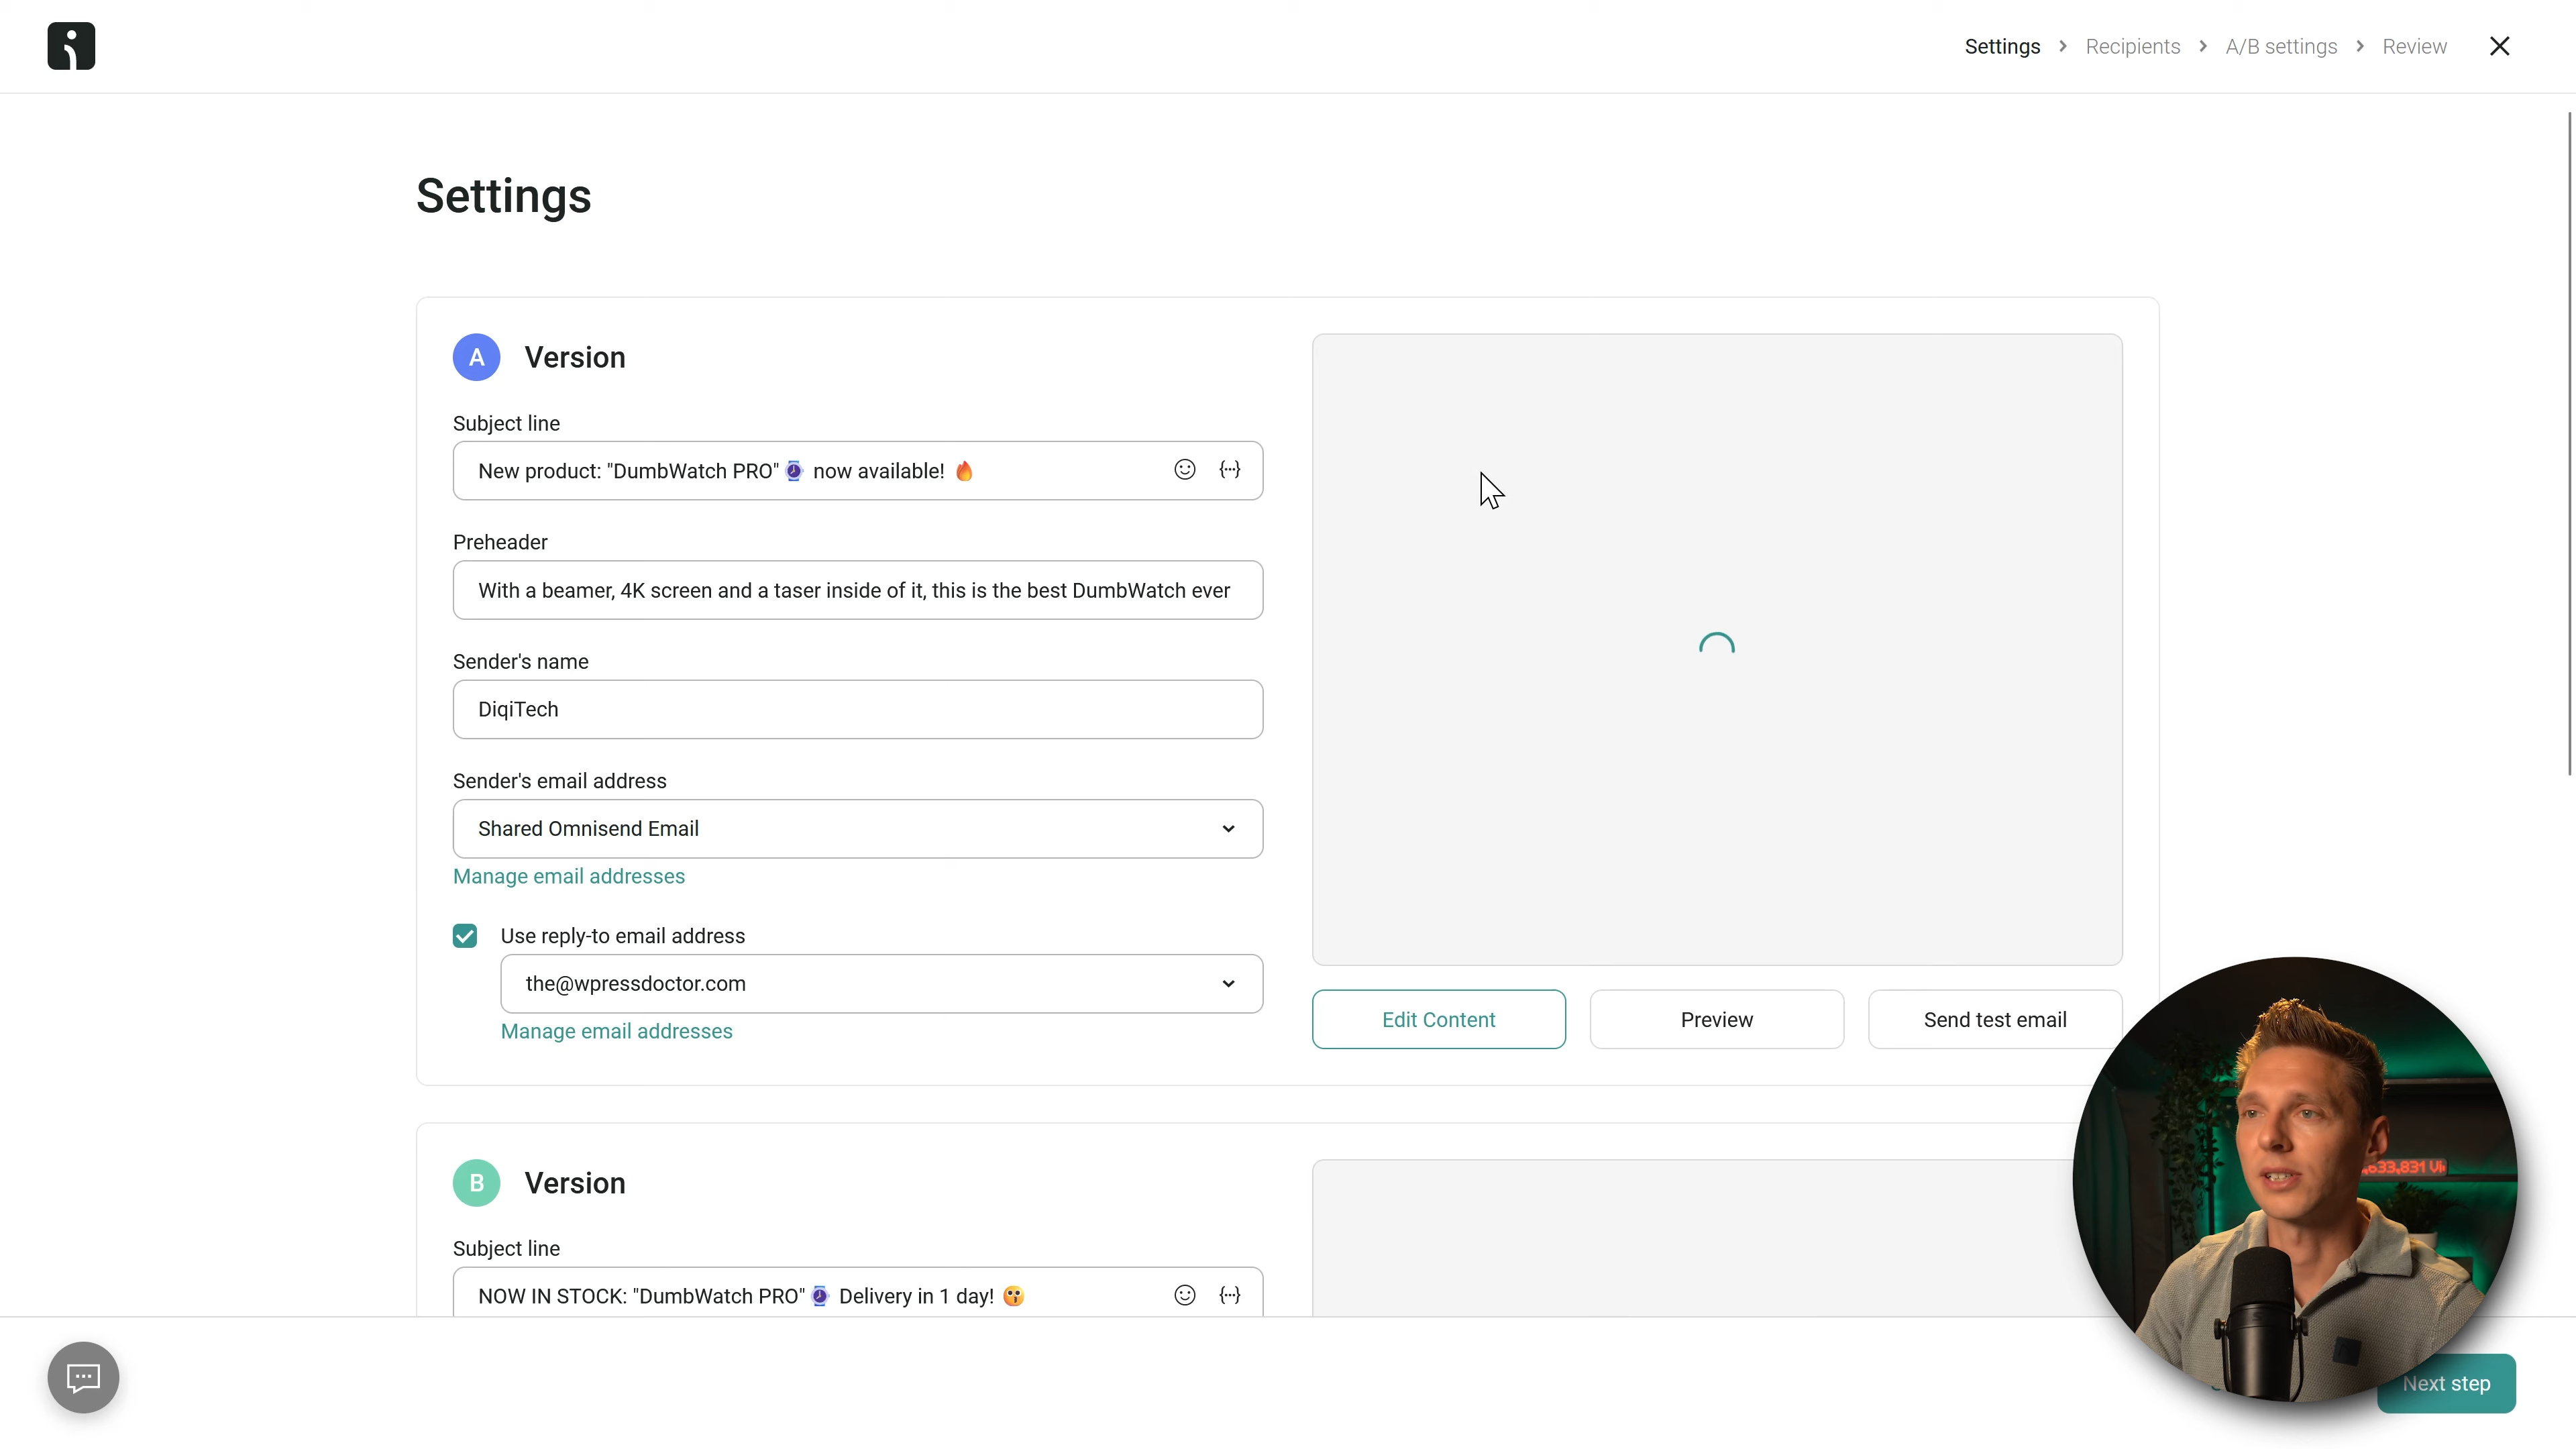 Settings > Recipients > A/B settings > Review
Settings
A Version
Subject line
New product: "DumbWatch PRO"⌚ now available! 🔥
Preheader
With a beamer, 4K screen and a taser inside of it, this is the best DumbWatch ever
Sender's name
DiqiTech
Sender's email address
Shared Omnisend Email
Manage email addresses
Use reply-to email address
the@wpressdoctor.com
Manage email addresses
Edit Content
Preview
Send test email
B Version
Subject line
NOW IN STOCK: "DumbWatch PRO"⌚ Delivery in 1 day! 🤫
,633,831
Next step